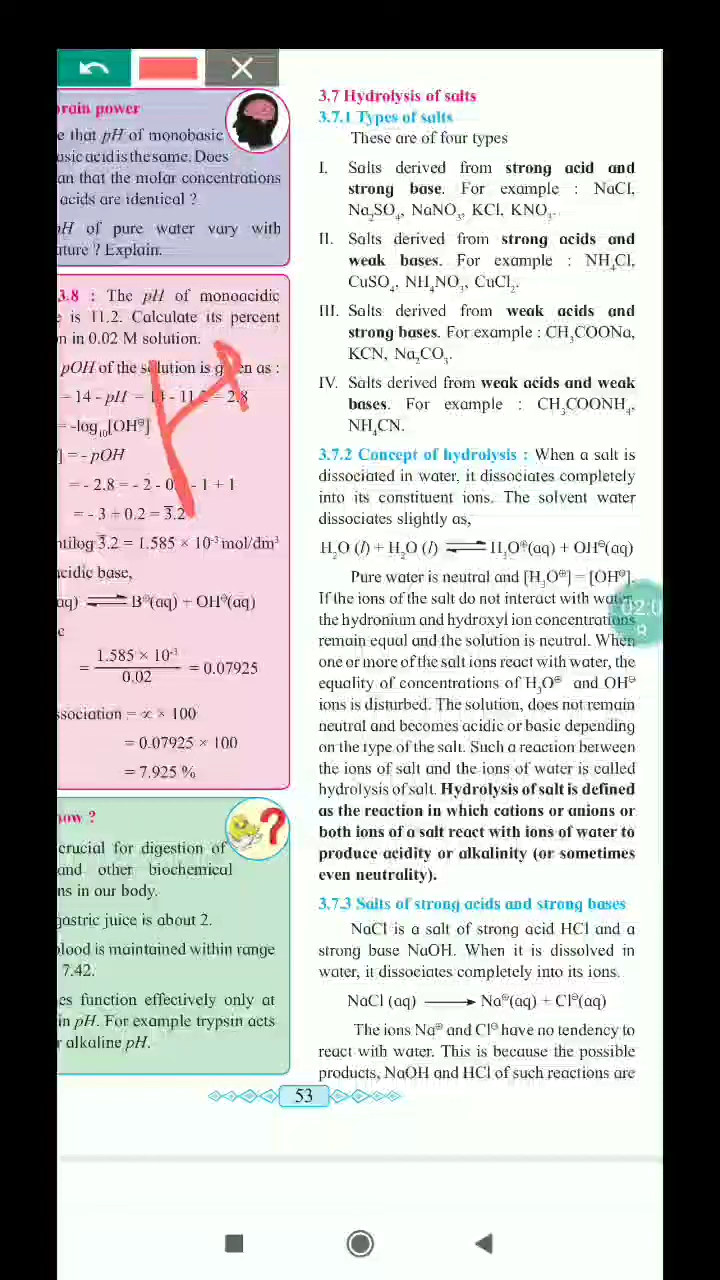 brain power
e that pH of monobasic
asic acid is the same. Does
an that the molar concentrations
acids are identical ?
pH of pure water vary with
ature ? Explain.
3.8 : The pH of monoacidic
e is 11.2. Calculate its percent
n in 0.02 M solution.
pOH of the solution is given as :
= 14 - pH = 14 - 11.2 = 2.8
= -log₁₀[OH⊖]
] = - pOH
= - 2.8 = - 2 - 0.8 - 1 + 1
= - 3 + 0.2 = 3̅.2
ntilog 3̅.2 = 1.585 × 10⁻³ mol/dm³
acidic base,
aq) ⇌ B⊕(aq) + OH⊖(aq)
e
= 1.585 × 10⁻³ / 0.02 = 0.07925
ssociation = ∝ × 100
= 0.07925 × 100
= 7.925 %
now ?
crucial for digestion of
and other biochemical
ns in our body.
gastric juice is about 2.
blood is maintained within range
7.42.
es function effectively only at
in pH. For example trypsin acts
r alkaline pH.
3.7 Hydrolysis of salts
3.7.1 Types of salts
These are of four types
I. Salts derived from strong acid and
strong base. For example : NaCl,
Na₂SO₄, NaNO₃, KCl, KNO₃.
II. Salts derived from strong acids and
weak bases. For example : NH₄Cl,
CuSO₄, NH₄NO₃, CuCl₂.
III. Salts derived from weak acids and
strong bases. For example : CH₃COONa,
KCN, Na₂CO₃.
IV. Salts derived from weak acids and weak
bases. For example : CH₃COONH₄,
NH₄CN.
3.7.2 Concept of hydrolysis : When a salt is
dissociated in water, it dissociates completely
into its constituent ions. The solvent water
dissociates slightly as,
H₂O (l) + H₂O (l) ⇌ H₃O⊕(aq) + OH⊖(aq)
Pure water is neutral and [H₃O⊕] = [OH⊖].
If the ions of the salt do not interact with water,
the hydronium and hydroxyl ion concentrations
remain equal and the solution is neutral. When
one or more of the salt ions react with water, the
equality of concentrations of H₃O⊕ and OH⊖
ions is disturbed. The solution, does not remain
neutral and becomes acidic or basic depending
on the type of the salt. Such a reaction between
the ions of salt and the ions of water is called
hydrolysis of salt. Hydrolysis of salt is defined
as the reaction in which cations or anions or
both ions of a salt react with ions of water to
produce acidity or alkalinity (or sometimes
even neutrality).
3.7.3 Salts of strong acids and strong bases
NaCl is a salt of strong acid HCl and a
strong base NaOH. When it is dissolved in
water, it dissociates completely into its ions.
NaCl (aq) → Na⊕(aq) + Cl⊖(aq)
The ions Na⊕ and Cl⊖ have no tendency to
react with water. This is because the possible
products, NaOH and HCl of such reactions are
53